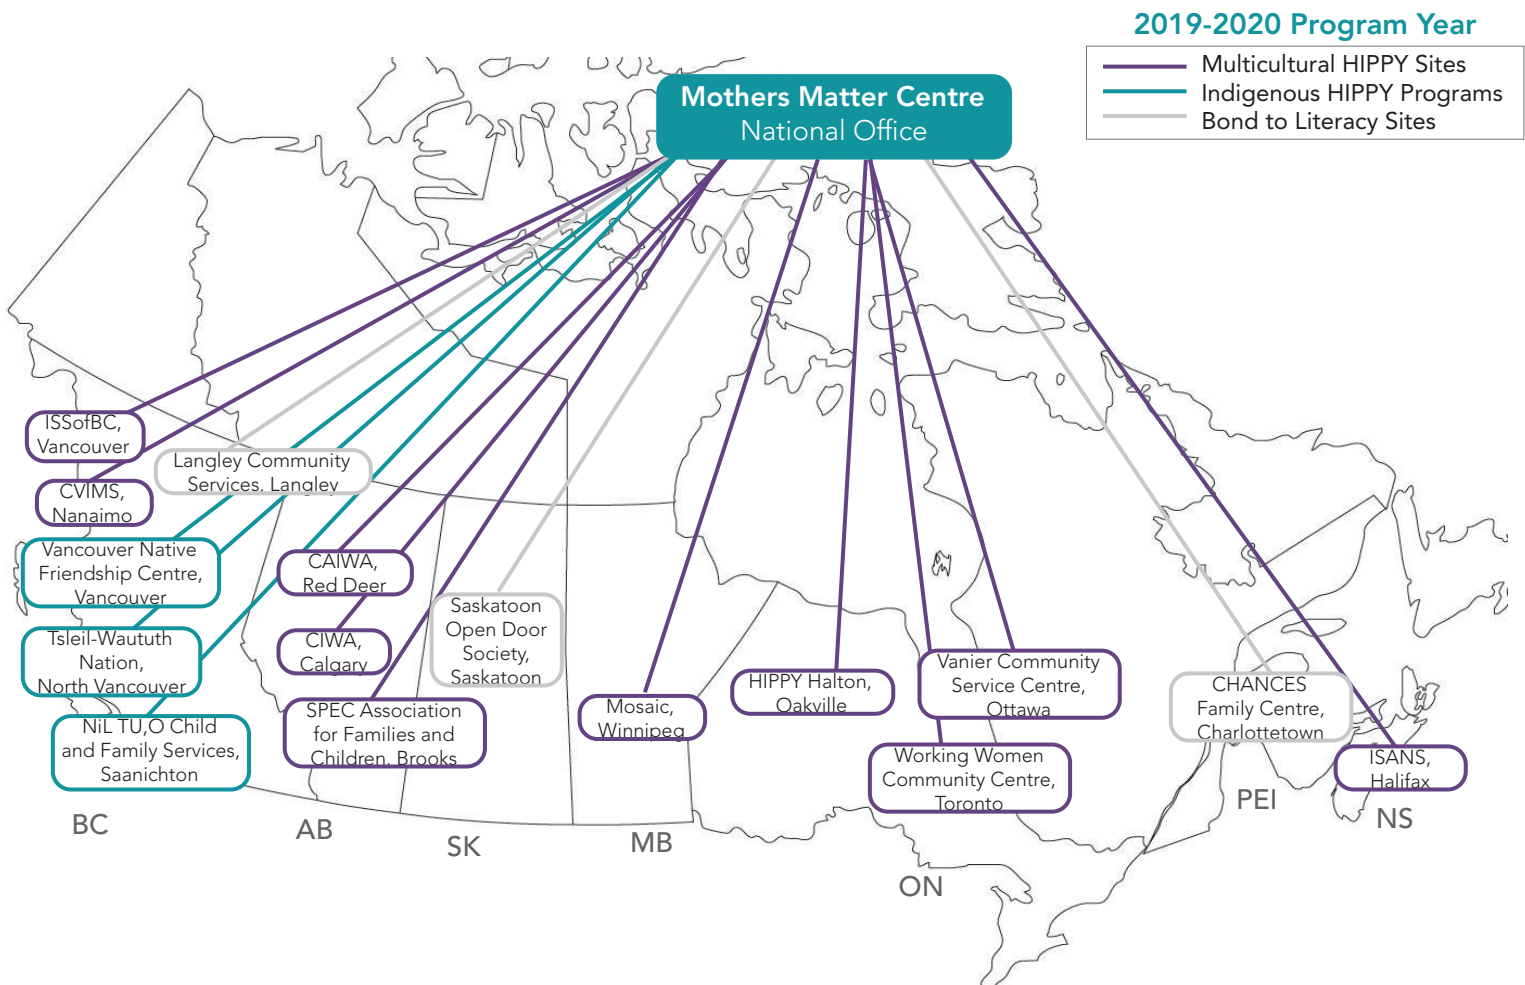 2019-2020 Program Year
Multicultural HIPPY Sites
Indigenous HIPPY Programs
Bond to Literacy Sites
Mothers Matter Centre
National Office
ISSofBC,
Vancouver
CVIMS,
Nanaimo
Langley Community
Services, Langley
Vancouver Native
Friendship Centre,
Vancouver
Tsleil-Waututh
Nation,
North Vancouver
NiL TU,O Child
and Family Services,
Saanichton
CAIWA,
Red Deer
CIWA,
Calgary
SPEC Association
for Families and
Children, Brooks
Saskatoon
Open Door
Society,
Saskatoon
Mosaic,
Winnipeg
HIPPY Halton,
Oakville
Vanier Community
Service Centre,
Ottawa
Working Women
Community Centre,
Toronto
CHANCES
Family Centre,
Charlottetown
ISANS,
Halifax
BC
AB
SK
MB
ON
PEI
NS